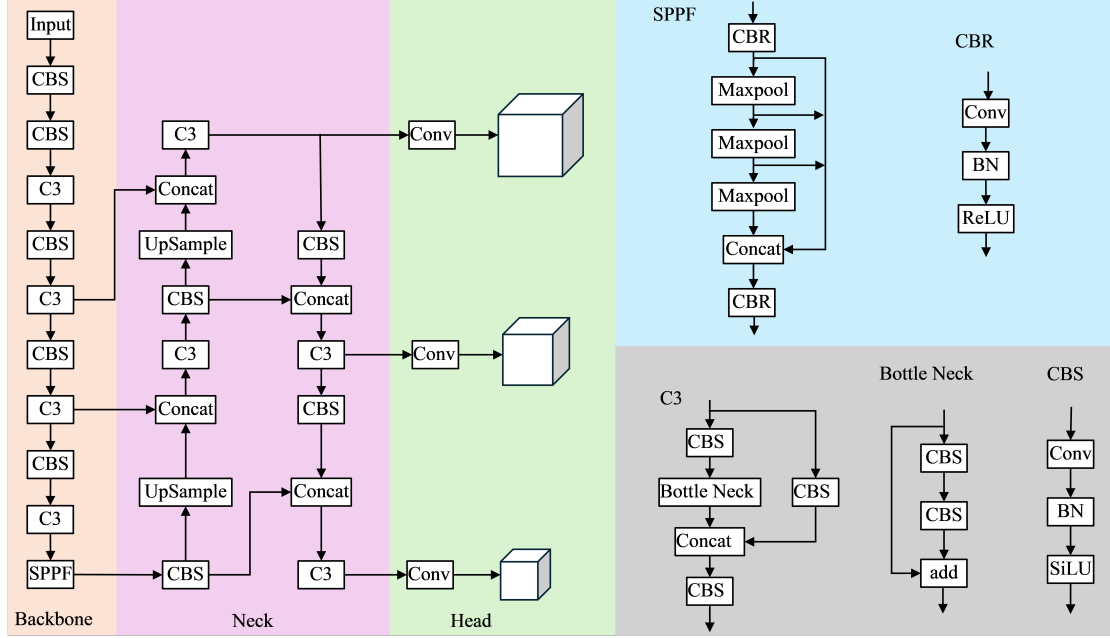 Input
CBS
CBS
C3
CBS
C3
CBS
C3
CBS
C3
SPPF
Backbone
C3
Concat
UpSample
CBS
C3
Concat
UpSample
CBS
CBS
Concat
C3
CBS
Concat
C3
Neck
Conv
Conv
Conv
Head
SPPF
CBR
Maxpool
Maxpool
Maxpool
Concat
CBR
CBR
Conv
BN
ReLU
C3
CBS
Bottle Neck
CBS
Concat
CBS
Bottle Neck
CBS
CBS
add
CBS
Conv
BN
SiLU